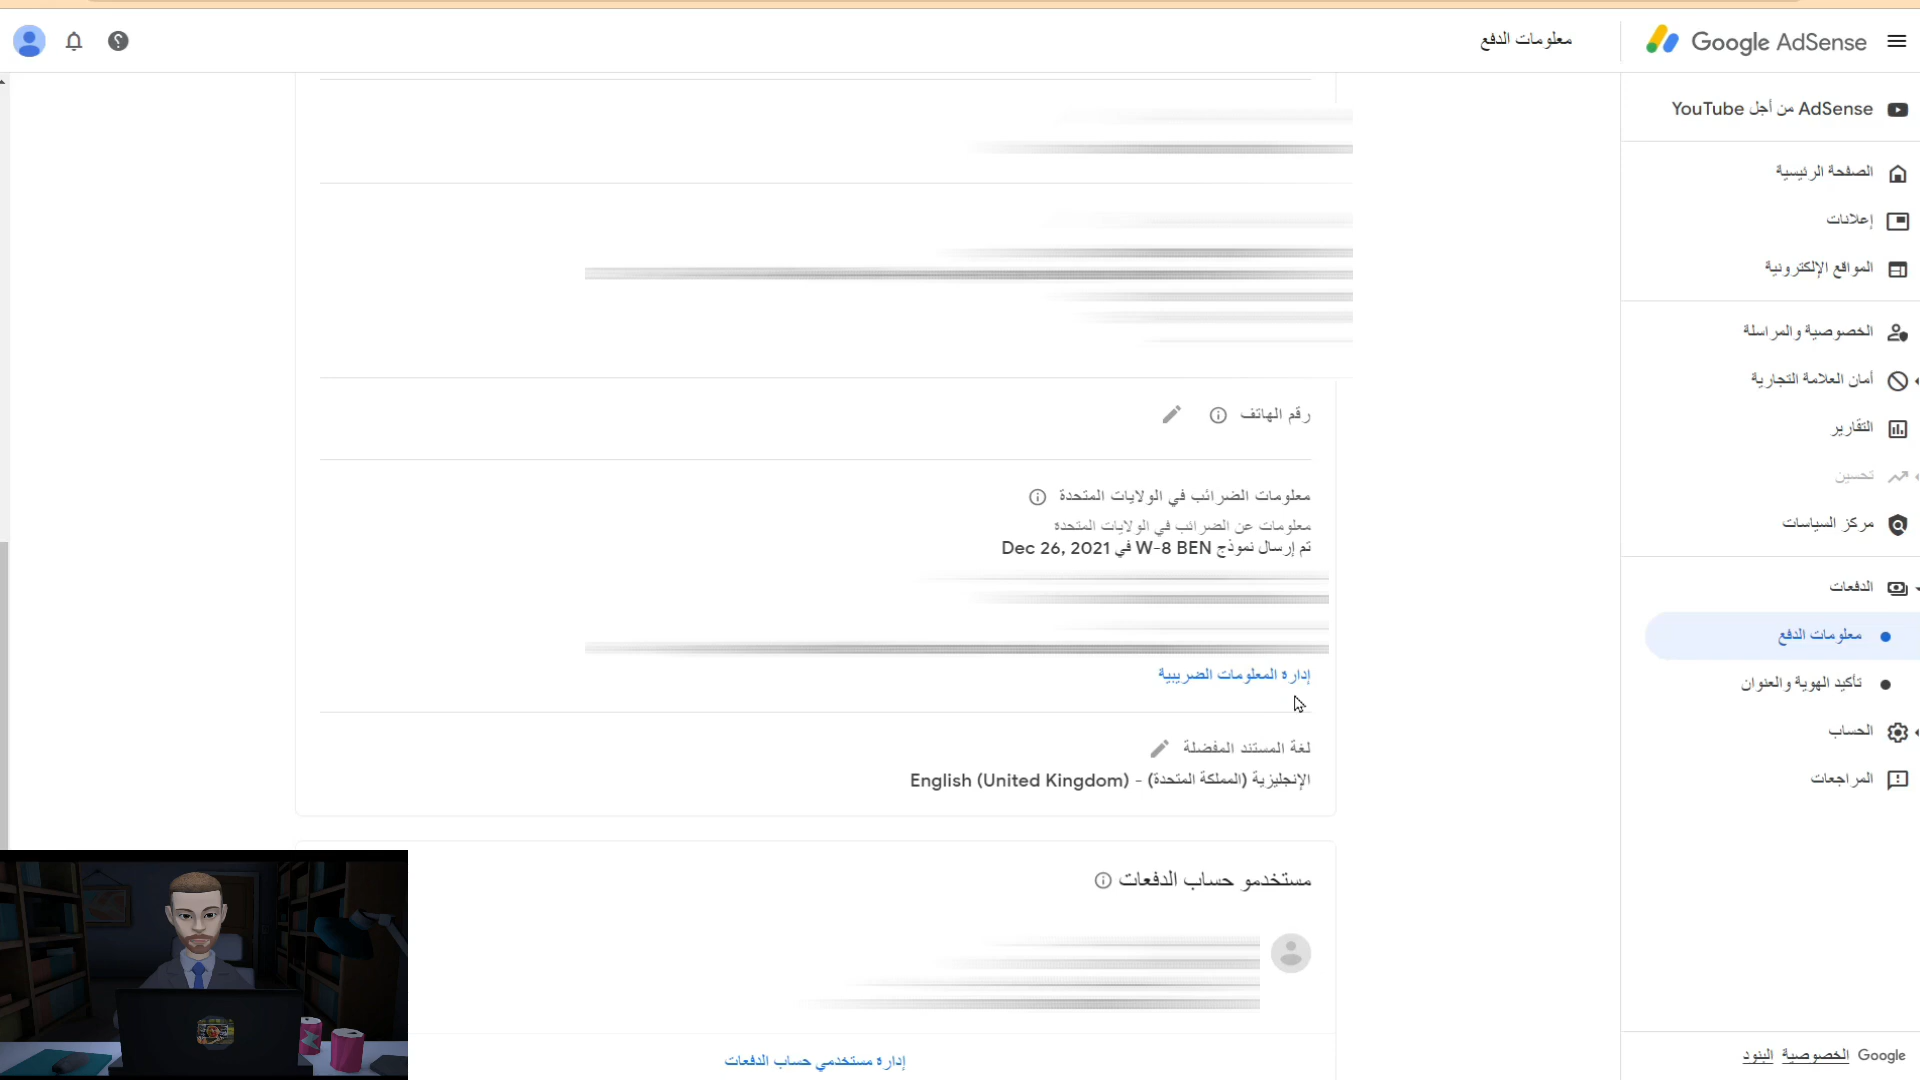 معلومات الدفع
Google AdSense
AdSense من أجل YouTube
الصفحة الرئيسية
إعلانات
المواقع الإلكترونية
الخصوصية والمراسلة
أمان العلامة التجارية
التقارير
تحسين
مركز السياسات
الدفعات
معلومات الدفع
تأكيد الهوية والعنوان
الحساب
المراجعات
Google الخصوصية البنود
رقم الهاتف
معلومات الضرائب في الولايات المتحدة
معلومات عن الضرائب في الولايات المتحدة
تم إرسال نموذج W-8 BEN في Dec 26, 2021
إدارة المعلومات الضريبية
لغة المستند المفضلة
الإنجليزية (المملكة المتحدة) - English (United Kingdom)
مستخدمو حساب الدفعات
إدارة مستخدمي حساب الدفعات